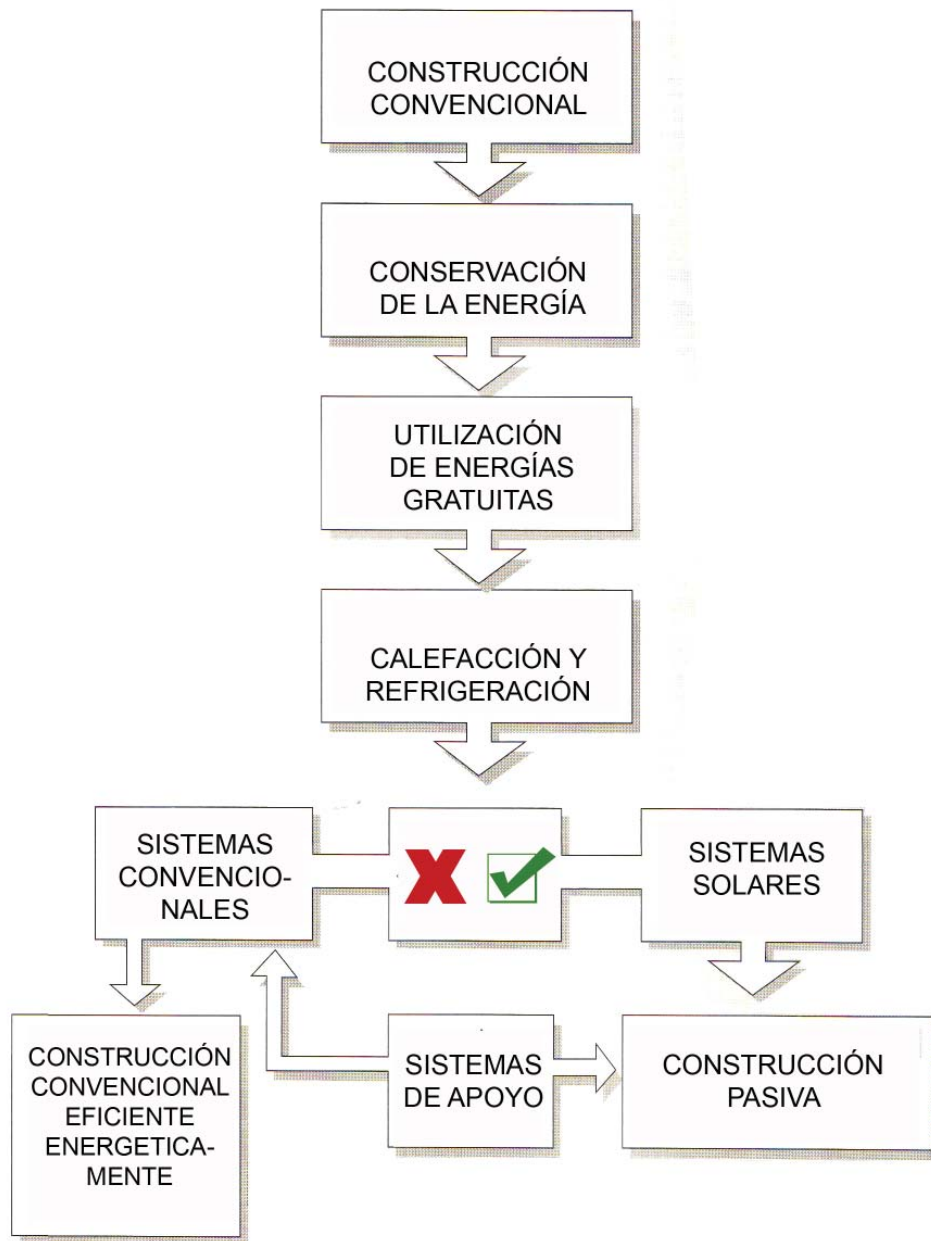 CONSTRUCCIÓN
CONVENCIONAL
CONSERVACIÓN
DE LA ENERGÍA
UTILIZACIÓN
DE ENERGÍAS
GRATUITAS
CALEFACCIÓN Y
REFRIGERACIÓN
SISTEMAS
CONVENCIO-
NALES
SISTEMAS
SOLARES
CONSTRUCCIÓN
CONVENCIONAL
EFICIENTE
ENERGETICA-
MENTE
SISTEMAS
DE APOYO
CONSTRUCCIÓN
PASIVA